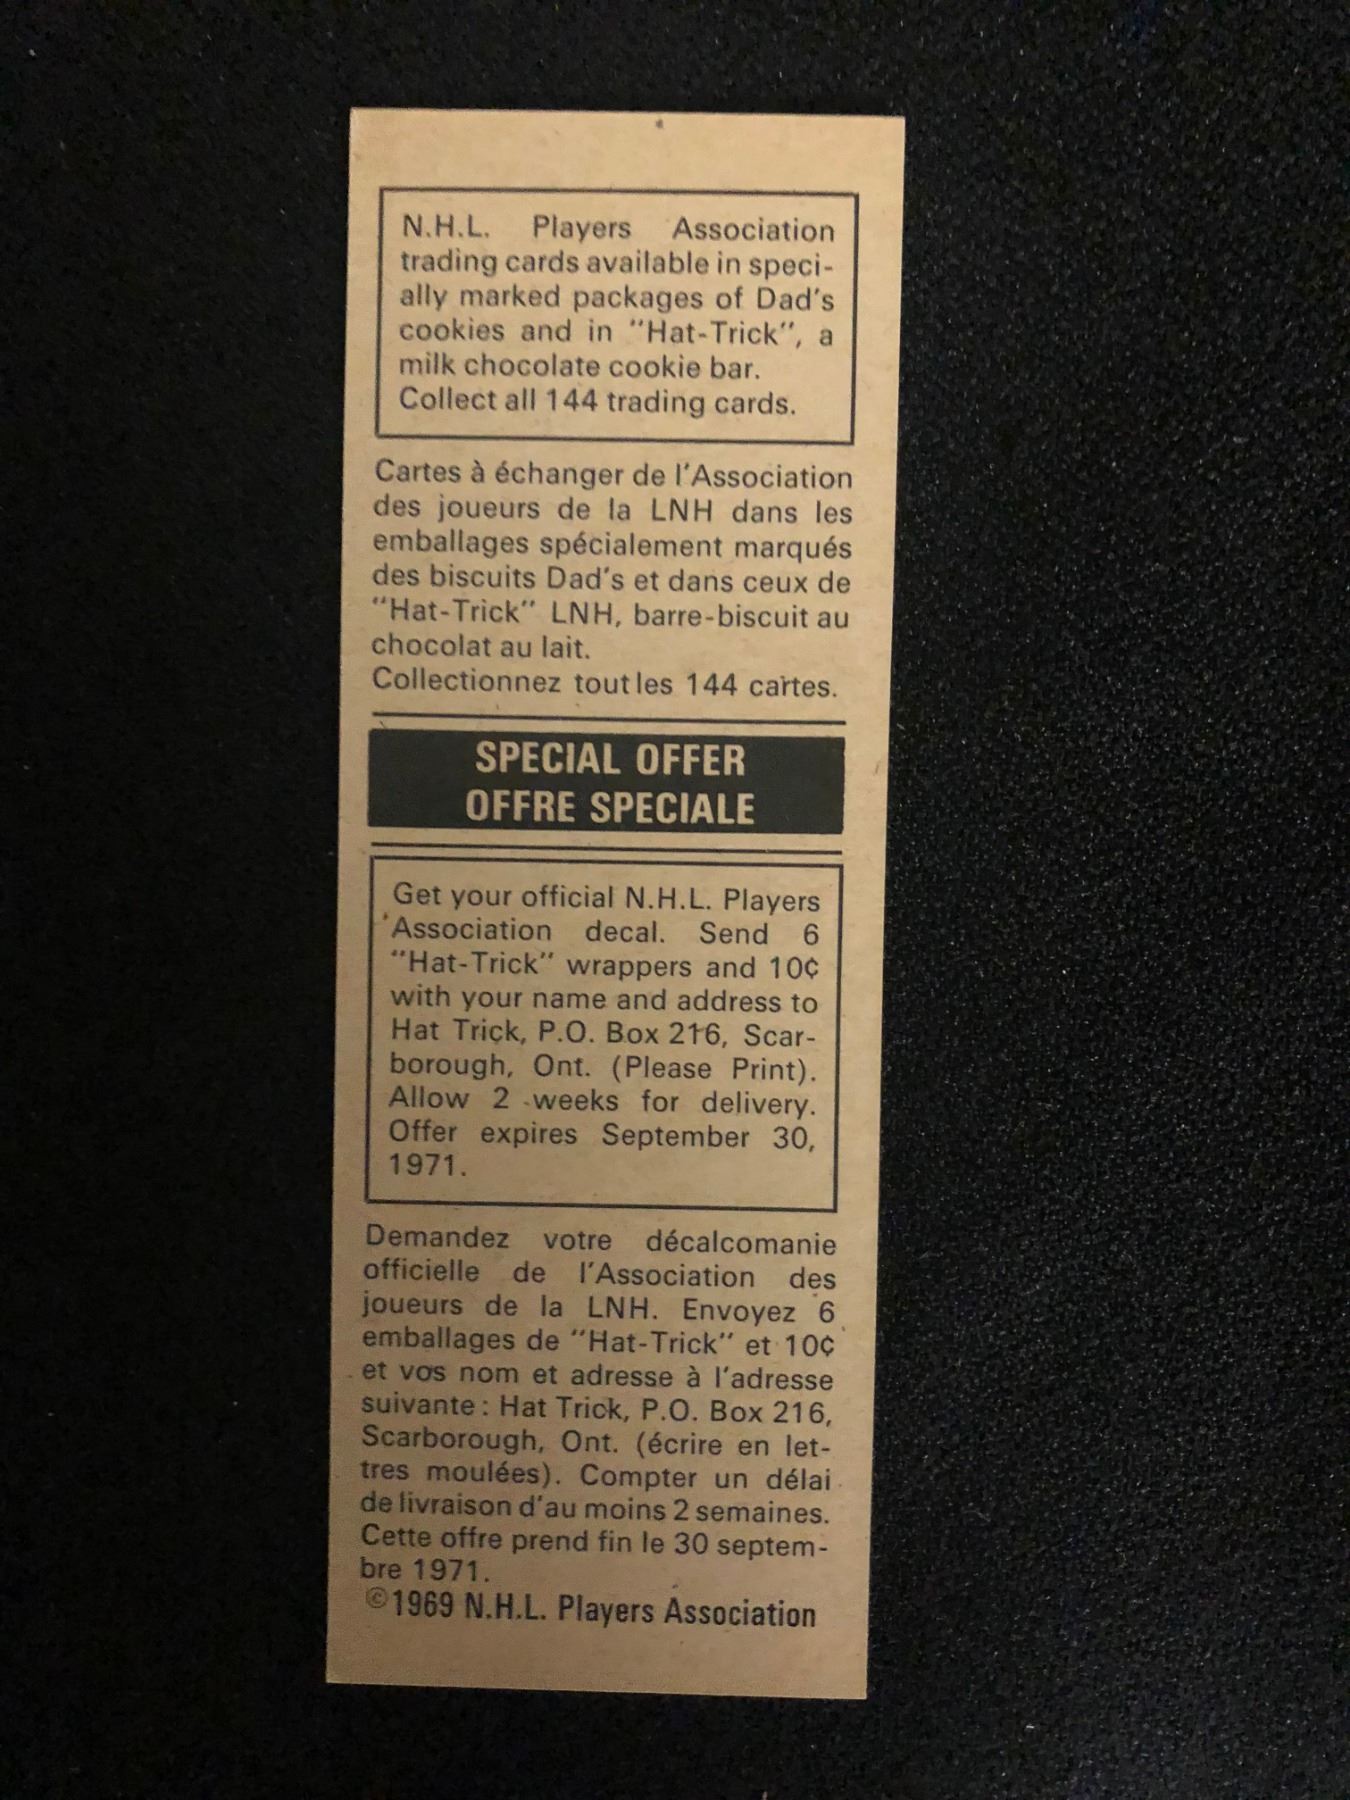 N.H.L. Players Association
trading cards available in speci-
ally marked packages of Dad's
cookies and in "Hat-Trick", a
milk chocolate cookie bar.
Collect all 144 trading cards.
Cartes à échanger de l'Association
des joueurs de la LNH dans les
emballages spécialement marqués
des biscuits Dad's et dans ceux de
"Hat-Trick" LNH, barre-biscuit au
chocolat au lait.
Collectionnez tout les 144 cartes.
SPECIAL OFFER
OFFRE SPECIALE
Get your official N.H.L. Players
Association decal. Send 6
"Hat-Trick" wrappers and 10¢
with your name and address to
Hat Trick, P.O. Box 216, Scar-
borough, Ont. (Please Print).
Allow 2 weeks for delivery.
Offer expires September 30,
1971.
Demandez votre décalcomanie
officielle de l'Association des
joueurs de la LNH. Envoyez 6
emballages de "Hat-Trick" et 10¢
et vos nom et adresse à l'adresse
suivante : Hat Trick, P.O. Box 216,
Scarborough, Ont. (écrire en let-
tres moulées). Compter un délai
de livraison d'au moins 2 semaines.
Cette offre prend fin le 30 septem-
bre 1971.
©1969 N.H.L. Players Association